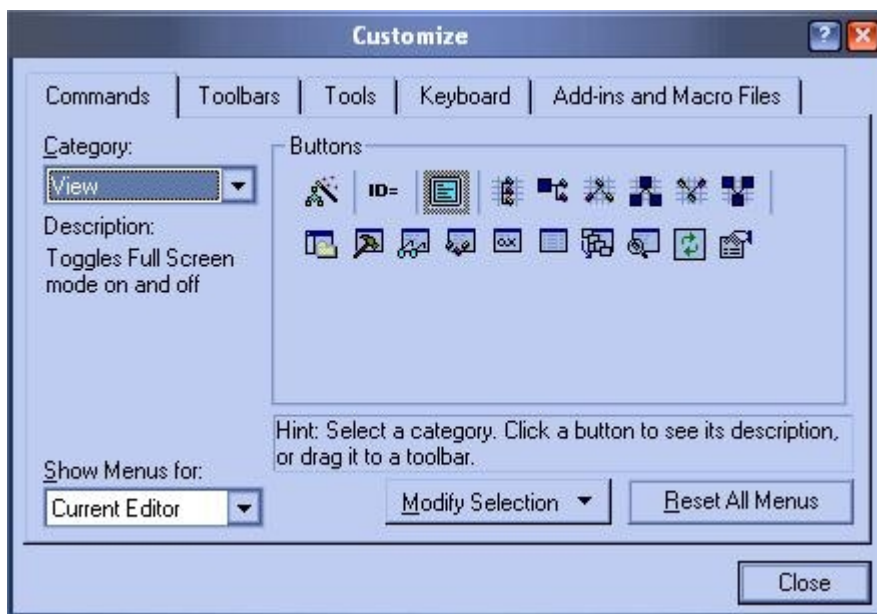 Customize
Commands
Toolbars
Tools
Keyboard
Add-ins and Macro Files
Category:
View
Description:
Toggles Full Screen
mode on and off
Buttons
ID=
Hint: Select a category. Click a button to see its description,
or drag it to a toolbar.
Show Menus for:
Current Editor
Modify Selection
Reset All Menus
Close